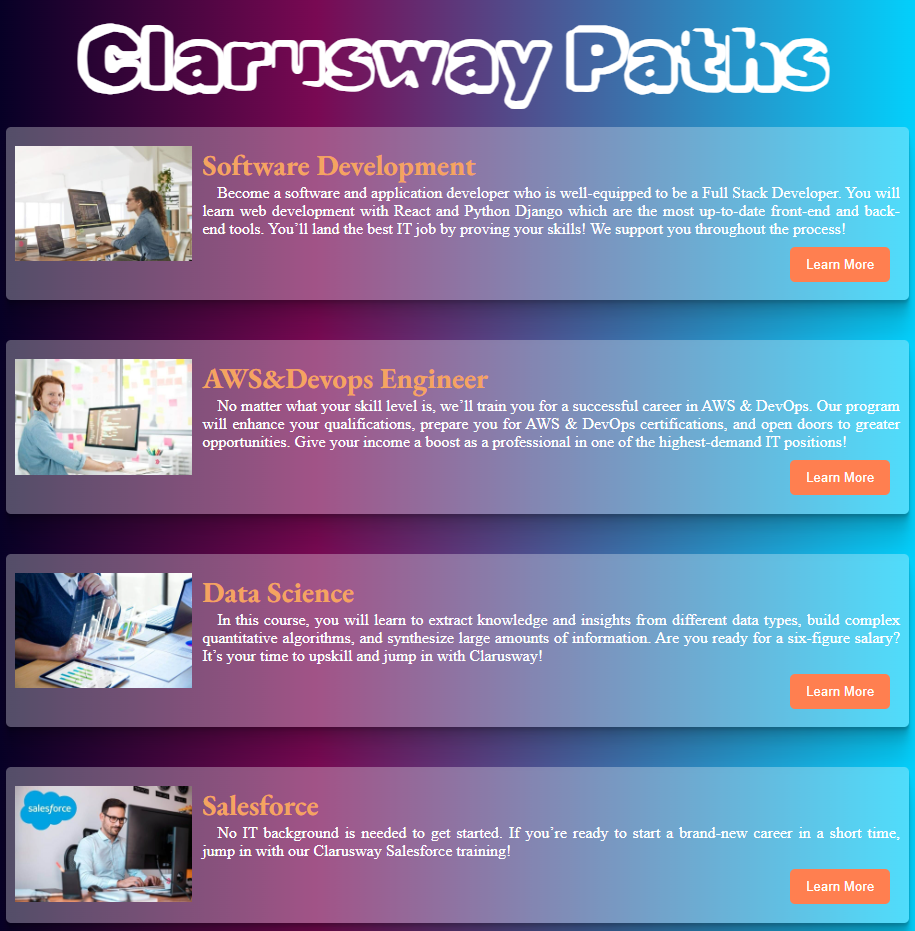 Clarusway Paths
Software Development
Become a software and application developer who is well-equipped to be a Full Stack Developer. You will
learn web development with React and Python Django which are the most up-to-date front-end and back-
end tools. You’ll land the best IT job by proving your skills! We support you throughout the process!
Learn More
AWS&Devops Engineer
No matter what your skill level is, we’ll train you for a successful career in AWS & DevOps. Our program
will enhance your qualifications, prepare you for AWS & DevOps certifications, and open doors to greater
opportunities. Give your income a boost as a professional in one of the highest-demand IT positions!
Learn More
Data Science
In this course, you will learn to extract knowledge and insights from different data types, build complex
quantitative algorithms, and synthesize large amounts of information. Are you ready for a six-figure salary?
It’s your time to upskill and jump in with Clarusway!
Learn More
salesforce
Salesforce
No IT background is needed to get started. If you’re ready to start a brand-new career in a short time,
jump in with our Clarusway Salesforce training!
Learn More